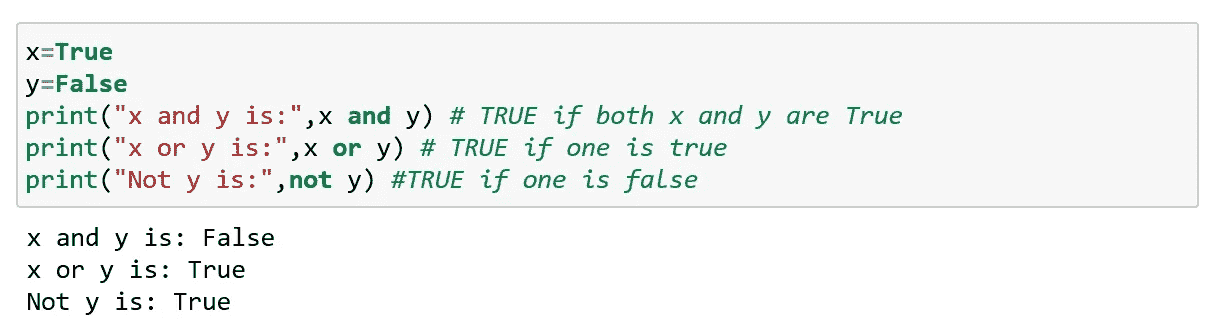 x=True
y=False
print("x and y is:",x and y) # TRUE if both x and y are True
print("x or y is:",x or y) # TRUE if one is true
print("Not y is:",not y) #TRUE if one is false
x and y is: False
x or y is: True
Not y is: True